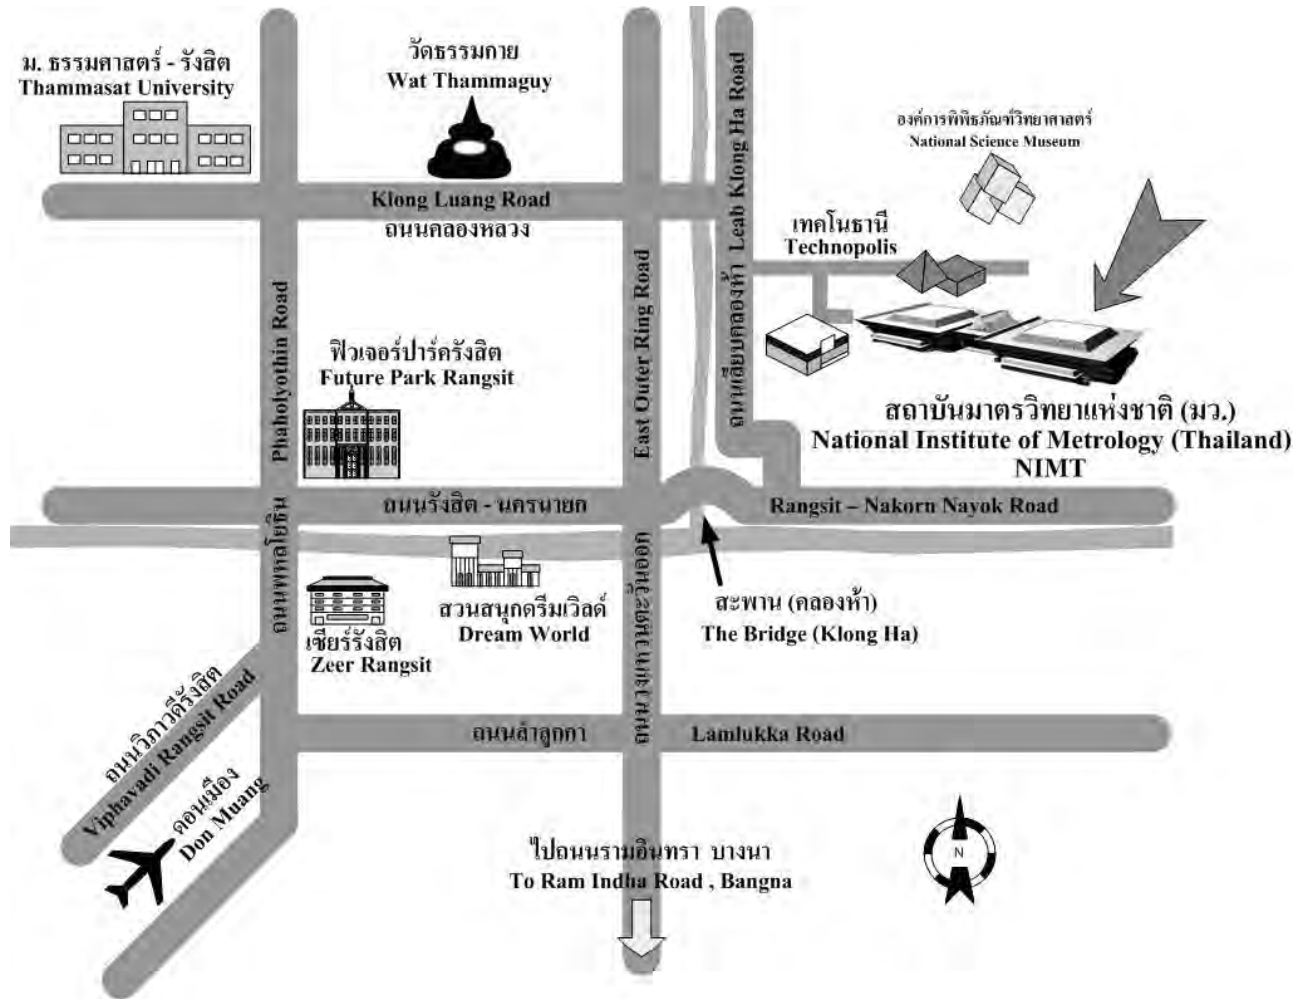 วัดธรรมกาย
Wat Thammaguy
ม. ธรรมศาสตร์ - รังสิต
Thammasat University
องค์การพิพิธภัณฑ์วิทยาศาสตร์
National Science Museum
Klong Luang Road
ถนนคลองหลวง
Leab Klong Ha Road
ถนนเลียบคลองห้า
เทคโนธานี
Technopolis
Phaholyothin Road
ถนนพหลโยธิน
East Outer Ring Road
ถนนวงแหวนตะวันออก
ฟิวเจอร์ปาร์ครังสิต
Future Park Rangsit
สถาบันมาตรวิทยาแห่งชาติ (มว.)
National Institute of Metrology (Thailand)
NIMT
ถนนรังสิต - นครนายก
Rangsit – Nakorn Nayok Road
สวนสนุกดรีมเวิลด์
Dream World
สะพาน (คลองห้า)
The Bridge (Klong Ha)
เซียร์รังสิต
Zeer Rangsit
ถนนวิภาวดีรังสิต
Viphavadi Rangsit Road
ถนนลำลูกกา
Lamlukka Road
ดอนเมือง
Don Muang
ไปถนนรามอินทรา บางนา
To Ram Indha Road , Bangna
N